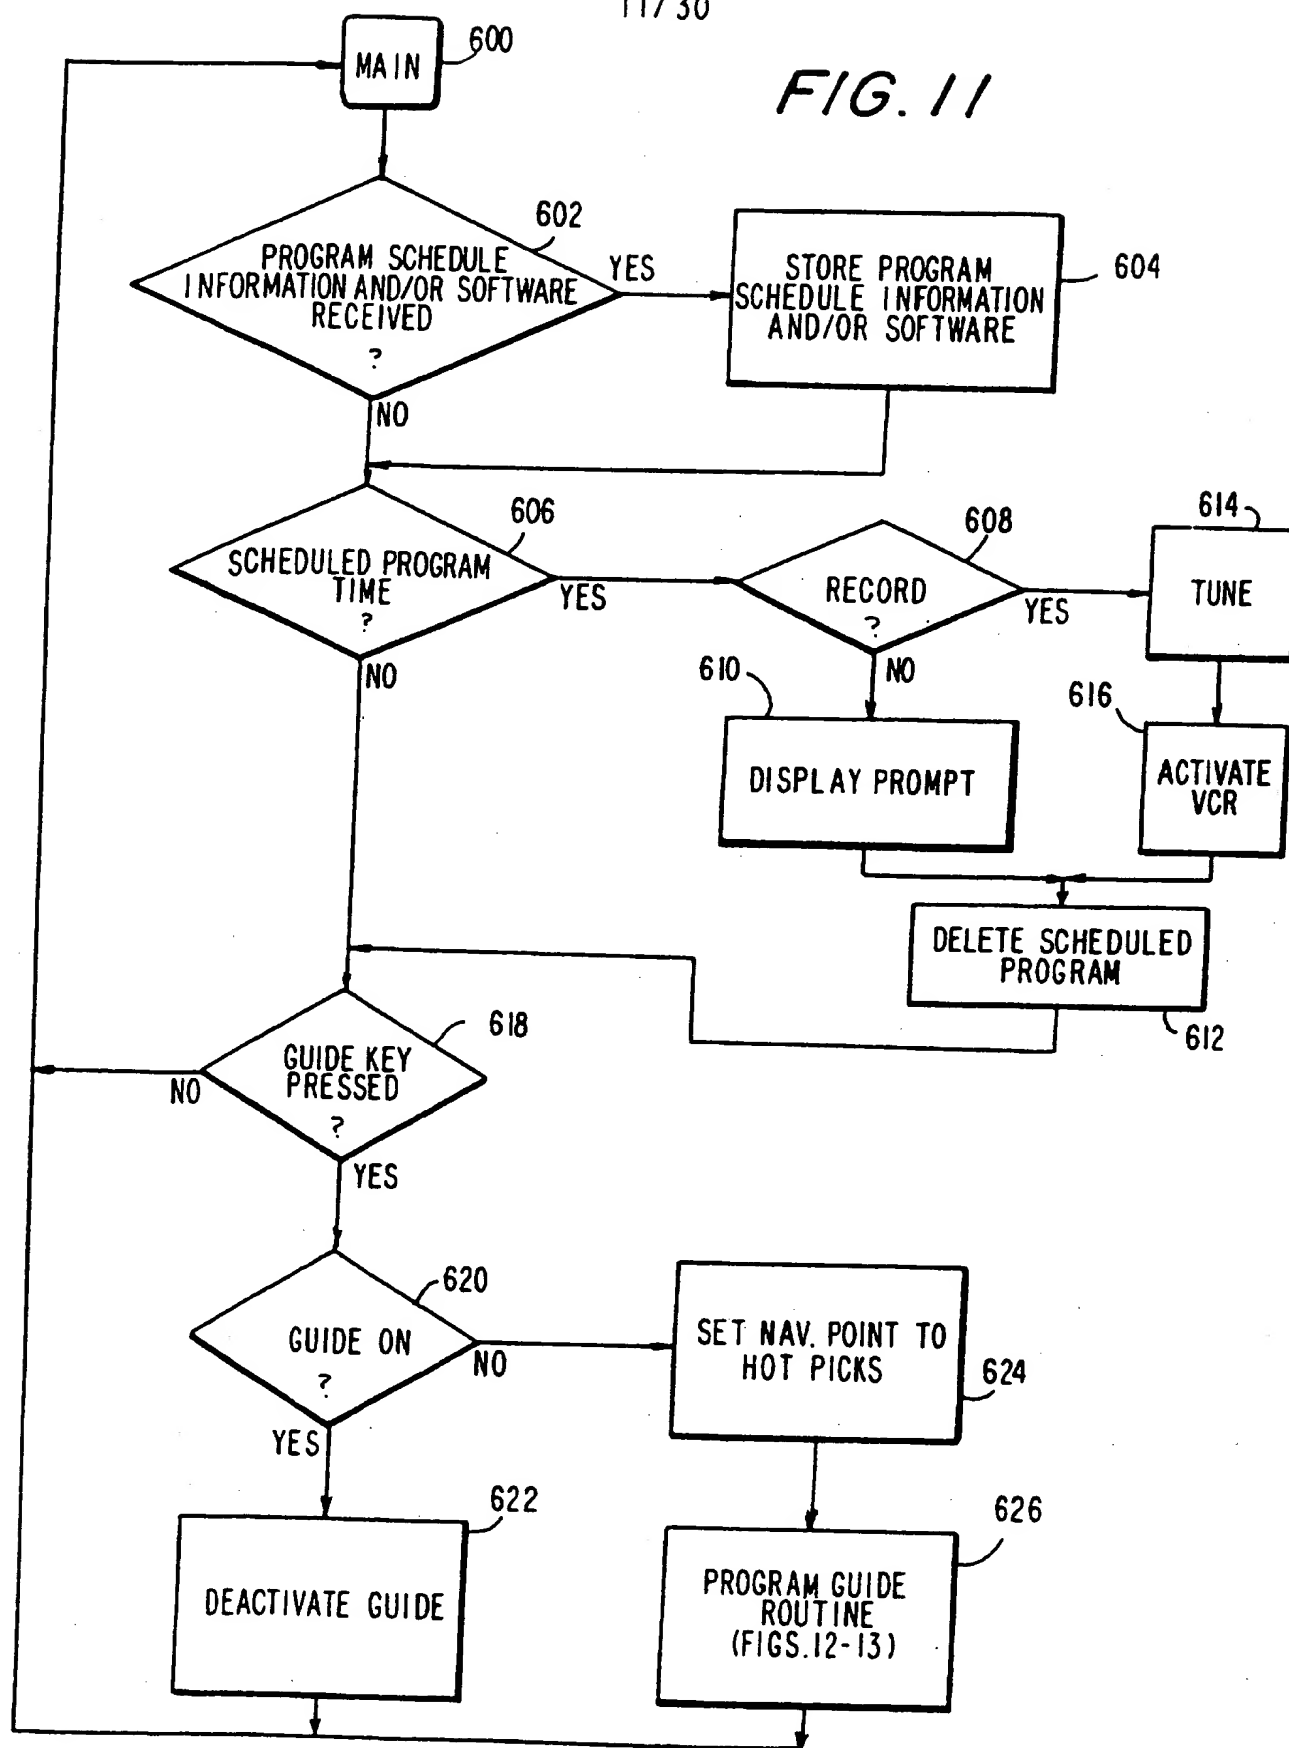 11/30
FIG. 11
MAIN
600
602
PROGRAM SCHEDULE
INFORMATION AND/OR SOFTWARE
RECEIVED
?
YES
NO
STORE PROGRAM
SCHEDULE INFORMATION
AND/OR SOFTWARE
604
606
SCHEDULED PROGRAM
TIME
?
YES
NO
608
RECORD
?
YES
NO
614
TUNE
610
DISPLAY PROMPT
616
ACTIVATE
VCR
DELETE SCHEDULED
PROGRAM
612
618
GUIDE KEY
PRESSED
?
NO
YES
620
GUIDE ON
?
NO
YES
SET NAV. POINT TO
HOT PICKS
624
622
DEACTIVATE GUIDE
626
PROGRAM GUIDE
ROUTINE
(FIGS.12-13)